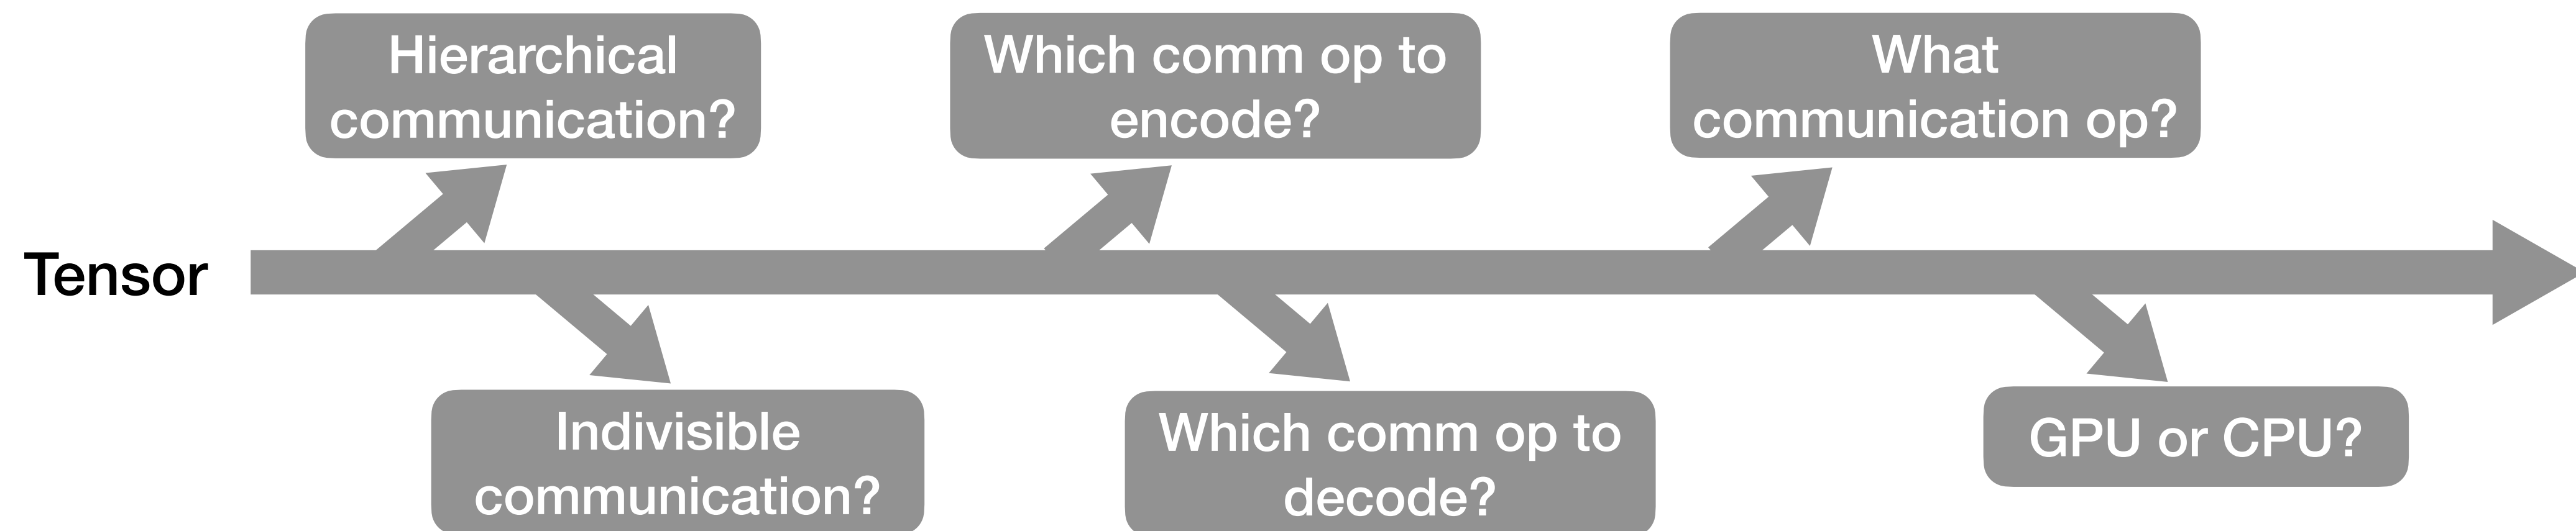 Hierarchical
communication?
Which comm op to
encode?
What
communication op?
Tensor
Indivisible
communication?
Which comm op to
decode?
GPU or CPU?